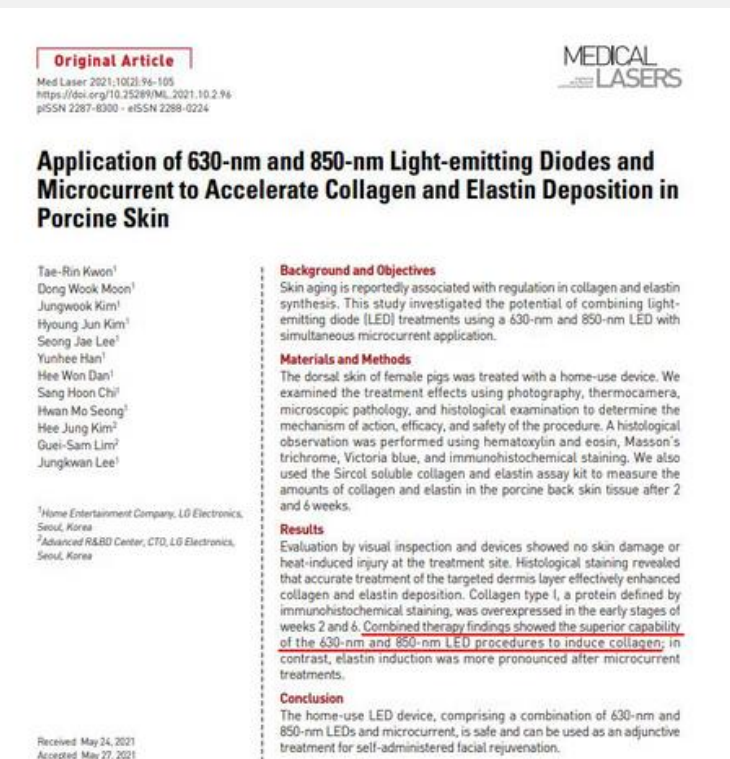 Original Article
Med Laser 2021;10(2):96-105
https://doi.org/10.25289/ML.2021.10.2.96
pISSN 2287-8300 - eISSN 2288-0224
MEDICAL
LASERS
Application of 630-nm and 850-nm Light-emitting Diodes and
Microcurrent to Accelerate Collagen and Elastin Deposition in
Porcine Skin
Tae-Rin Kwon¹
Dong Wook Moon¹
Jungwook Kim¹
Hyoung Jun Kim¹
Seong Jae Lee¹
Yunhee Han¹
Hee Won Dan¹
Sang Hoon Chi¹
Hwan Mo Seong¹
Hee Jung Kim²
Guei-Sam Lim²
Jungkwan Lee¹
¹Home Entertainment Company, LG Electronics,
Seoul, Korea
²Advanced R&BD Center, CTO, LG Electronics,
Seoul, Korea
Received May 24, 2021
Accepted May 27, 2021
Background and Objectives
Skin aging is reportedly associated with regulation in collagen and elastin
synthesis. This study investigated the potential of combining light-
emitting diode (LED) treatments using a 630-nm and 850-nm LED with
simultaneous microcurrent application.
Materials and Methods
The dorsal skin of female pigs was treated with a home-use device. We
examined the treatment effects using photography, thermocamera,
microscopic pathology, and histological examination to determine the
mechanism of action, efficacy, and safety of the procedure. A histological
observation was performed using hematoxylin and eosin, Masson's
trichrome, Victoria blue, and immunohistochemical staining. We also
used the Sircol soluble collagen and elastin assay kit to measure the
amounts of collagen and elastin in the porcine back skin tissue after 2
and 6 weeks.
Results
Evaluation by visual inspection and devices showed no skin damage or
heat-induced injury at the treatment site. Histological staining revealed
that accurate treatment of the targeted dermis layer effectively enhanced
collagen and elastin deposition. Collagen type I, a protein defined by
immunohistochemical staining, was overexpressed in the early stages of
weeks 2 and 6. Combined therapy findings showed the superior capability
of the 630-nm and 850-nm LED procedures to induce collagen; in
contrast, elastin induction was more pronounced after microcurrent
treatments.
Conclusion
The home-use LED device, comprising a combination of 630-nm and
850-nm LEDs and microcurrent, is safe and can be used as an adjunctive
treatment for self-administered facial rejuvenation.